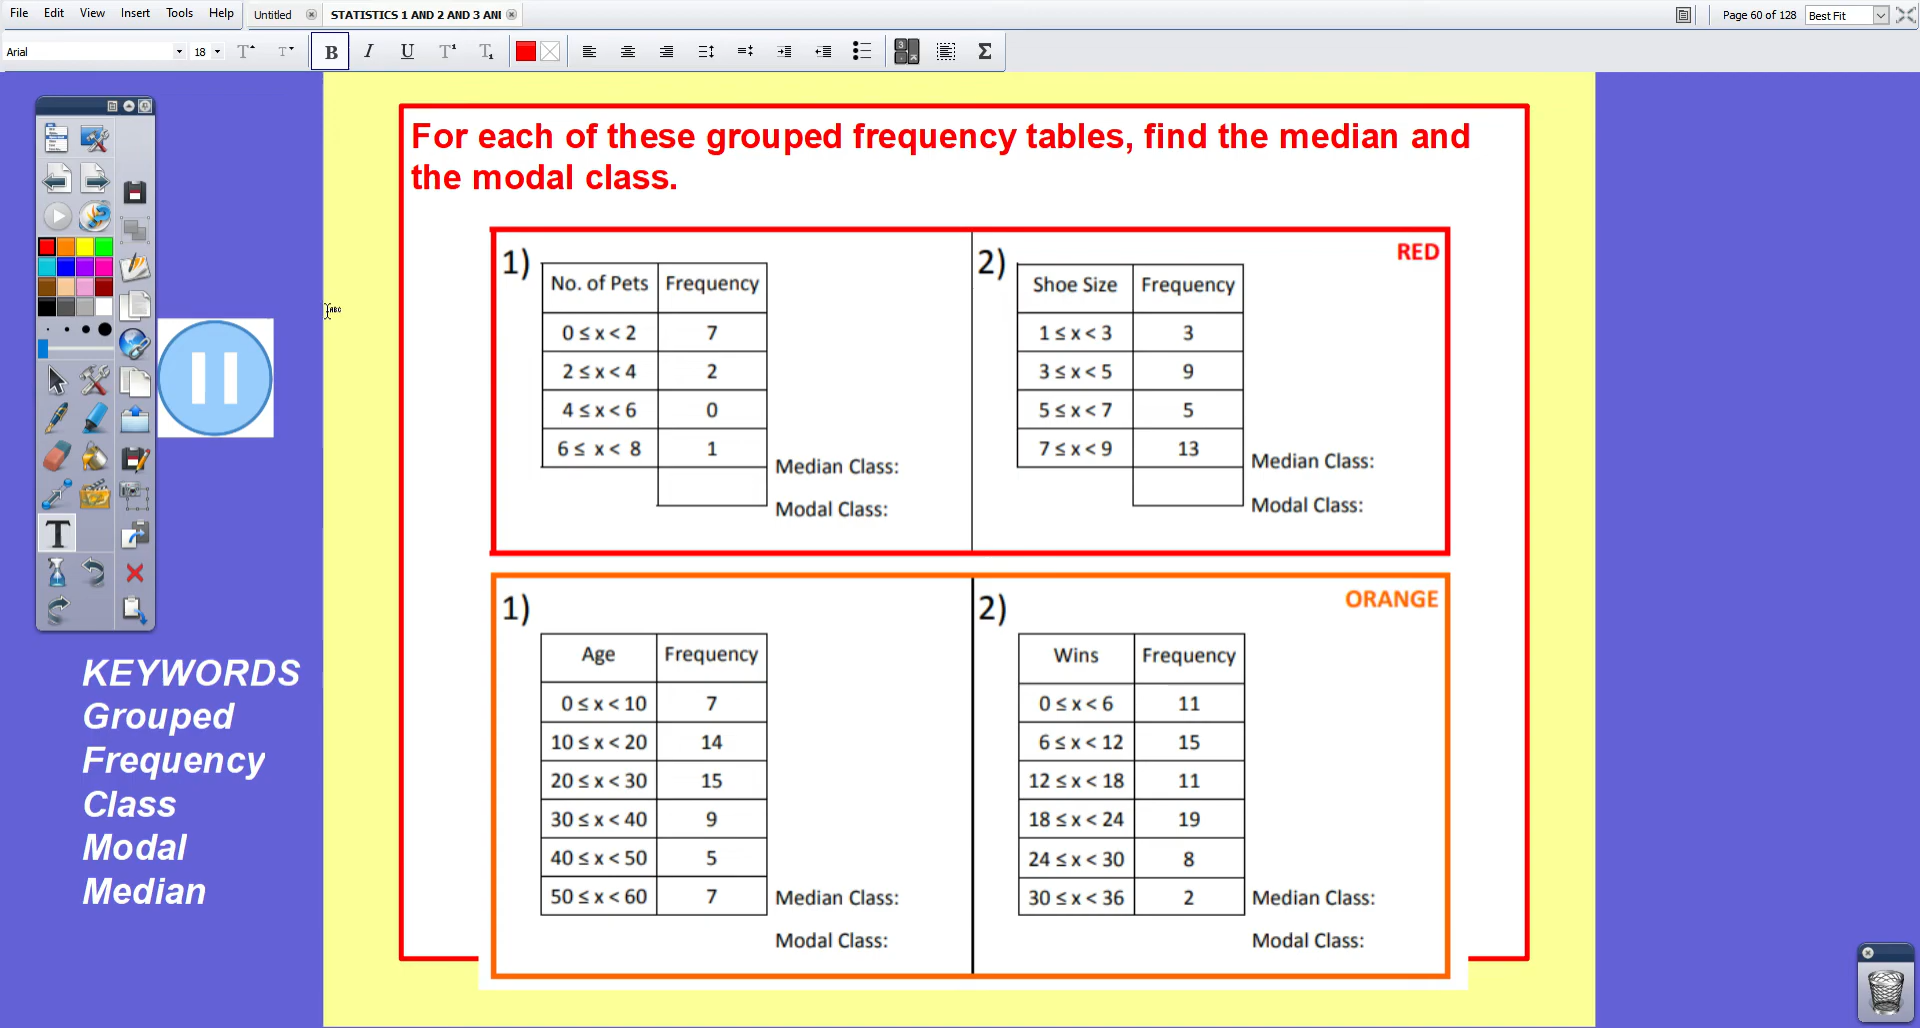 File Edit View Insert Tools Help Untitled STATISTICS 1 AND 2 AND 3 ANI Page 60 of 128 Best Fit
Arial 18 B I U T T Σ
For each of these grouped frequency tables, find the median and
the modal class.
RED
1)
No. of Pets Frequency
0 ≤ x < 2 7
2 ≤ x < 4 2
4 ≤ x < 6 0
6 ≤ x < 8 1
Median Class:
Modal Class:
2)
Shoe Size Frequency
1 ≤ x < 3 3
3 ≤ x < 5 9
5 ≤ x < 7 5
7 ≤ x < 9 13
Median Class:
Modal Class:
ORANGE
1)
Age Frequency
0 ≤ x < 10 7
10 ≤ x < 20 14
20 ≤ x < 30 15
30 ≤ x < 40 9
40 ≤ x < 50 5
50 ≤ x < 60 7
Median Class:
Modal Class:
2)
Wins Frequency
0 ≤ x < 6 11
6 ≤ x < 12 15
12 ≤ x < 18 11
18 ≤ x < 24 19
24 ≤ x < 30 8
30 ≤ x < 36 2
Median Class:
Modal Class:
KEYWORDS
Grouped
Frequency
Class
Modal
Median
T
ABC